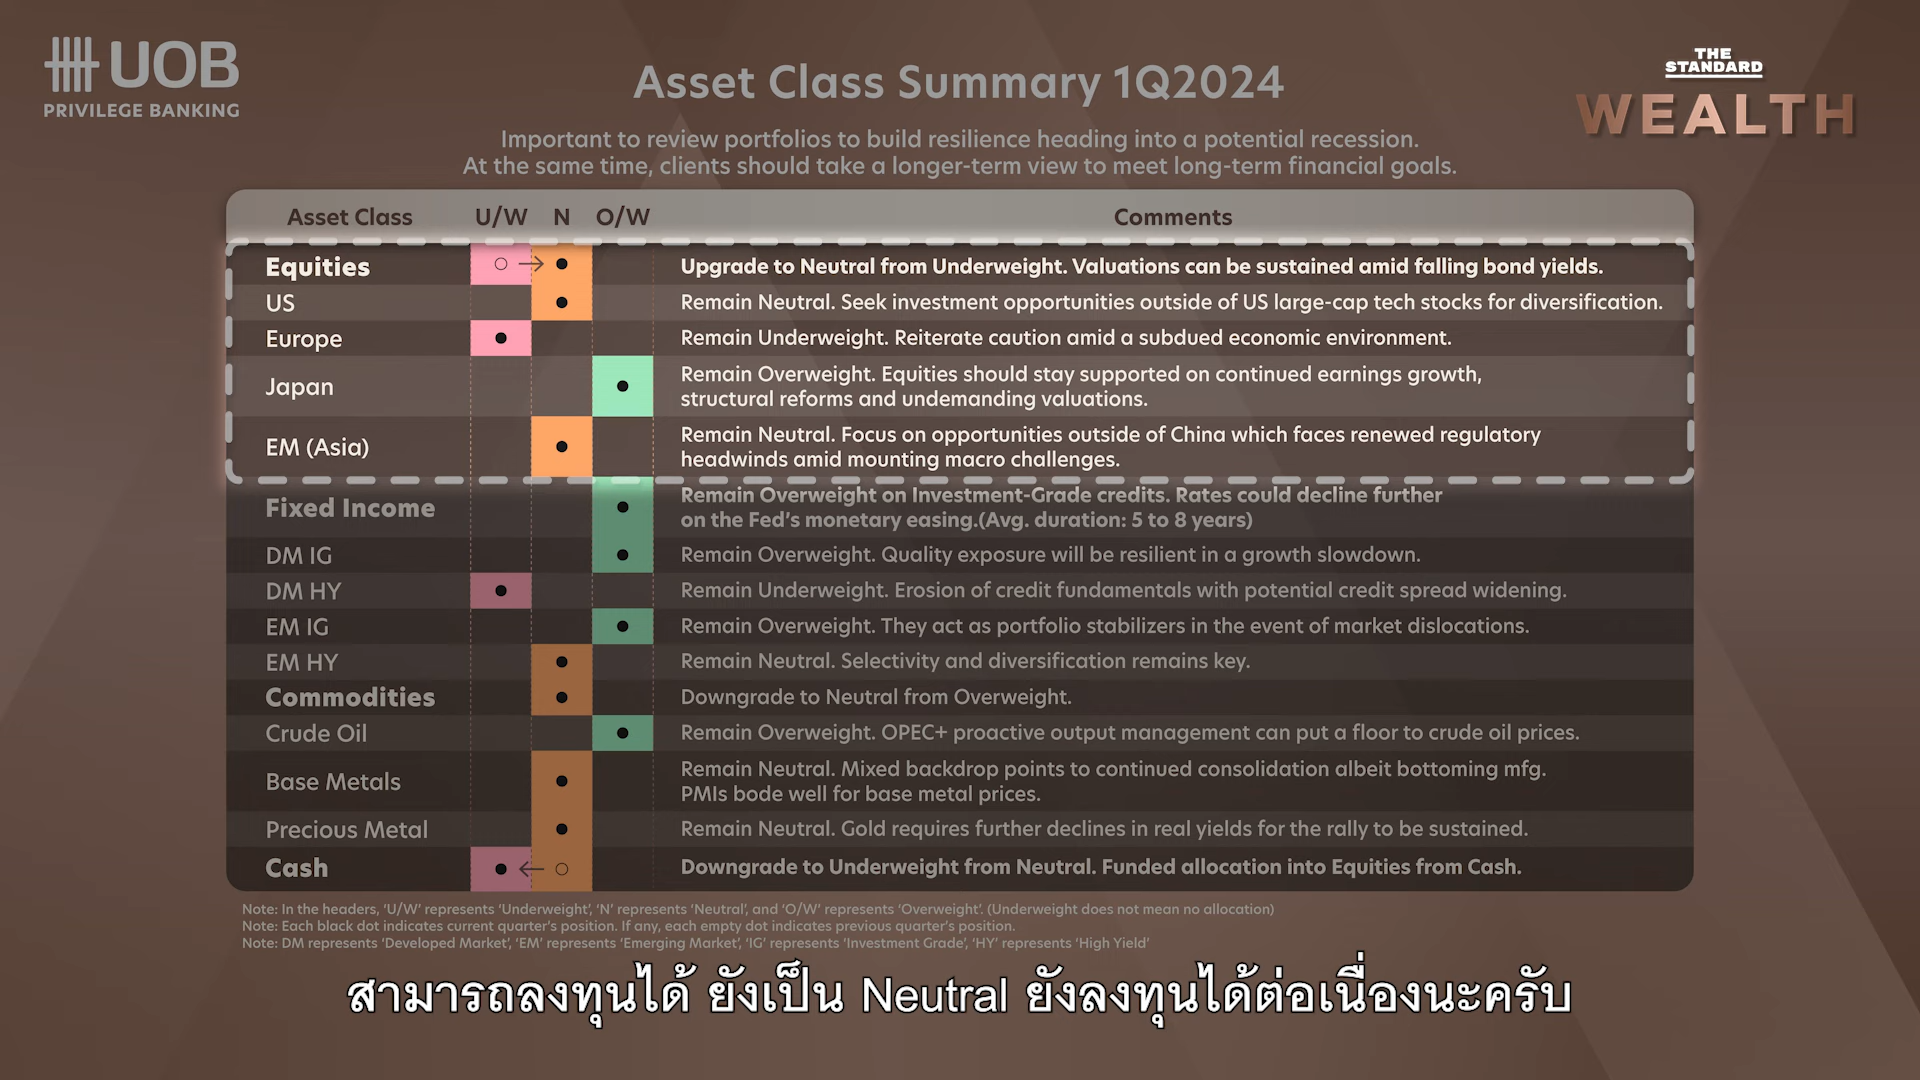 UOB
PRIVILEGE BANKING
THE
STANDARD
WEALTH
Asset Class Summary 1Q2024
Important to review portfolios to build resilience heading into a potential recession.
At the same time, clients should take a longer-term view to meet long-term financial goals.
Asset Class U/W N O/W Comments
Equities Upgrade to Neutral from Underweight. Valuations can be sustained amid falling bond yields.
US Remain Neutral. Seek investment opportunities outside of US large-cap tech stocks for diversification.
Europe Remain Underweight. Reiterate caution amid a subdued economic environment.
Japan Remain Overweight. Equities should stay supported on continued earnings growth,
structural reforms and undemanding valuations.
EM (Asia) Remain Neutral. Focus on opportunities outside of China which faces renewed regulatory
headwinds amid mounting macro challenges.
Fixed Income Remain Overweight on Investment-Grade credits. Rates could decline further
on the Fed's monetary easing.(Avg. duration: 5 to 8 years)
DM IG Remain Overweight. Quality exposure will be resilient in a growth slowdown.
DM HY Remain Underweight. Erosion of credit fundamentals with potential credit spread widening.
EM IG Remain Overweight. They act as portfolio stabilizers in the event of market dislocations.
EM HY Remain Neutral. Selectivity and diversification remains key.
Commodities Downgrade to Neutral from Overweight.
Crude Oil Remain Overweight. OPEC+ proactive output management can put a floor to crude oil prices.
Base Metals Remain Neutral. Mixed backdrop points to continued consolidation albeit bottoming mfg.
PMIs bode well for base metal prices.
Precious Metal Remain Neutral. Gold requires further declines in real yields for the rally to be sustained.
Cash Downgrade to Underweight from Neutral. Funded allocation into Equities from Cash.
Note: In the headers, 'U/W' represents 'Underweight', 'N' represents 'Neutral', and 'O/W' represents 'Overweight'. (Underweight does not mean no allocation)
Note: Each black dot indicates current quarter's position. If any, each empty dot indicates previous quarter's position.
Note: DM represents 'Developed Market', 'EM' represents 'Emerging Market', 'IG' represents 'Investment Grade', 'HY' represents 'High Yield'
สามารถลงทุนได้ ยังเป็น Neutral ยังลงทุนได้ต่อเนื่องนะครับ